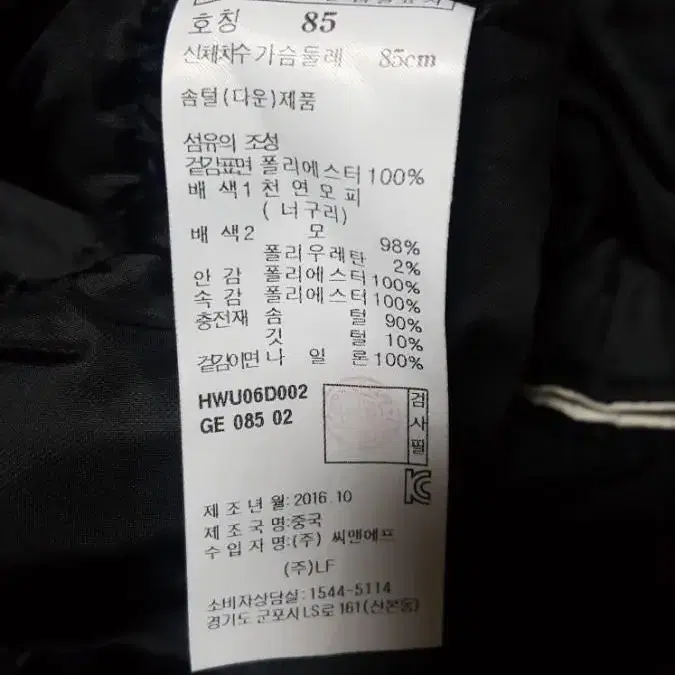 호칭 85
신체치수 가슴둘레 85cm
솜털(다운)제품
섬유의 조성
겉감표면 폴리에스터 100%
배 색1 천연모피
(너구리)
배 색2 모 98%
폴리우레탄 2%
안 감 폴리에스터 100%
속 감 폴리에스터 100%
충전재 솜 털 90%
깃 털 10%
겉감이면 나 일 론 100%
HWU06D002
GE 085 02
검사필
제 조 년 월:2016.10
제 조 국 명:중국
수 입 자 명:(주) 씨앤에프
(주)LF
소비자상담실:1544-5114
경기도 군포시 LS로 161(산본동)